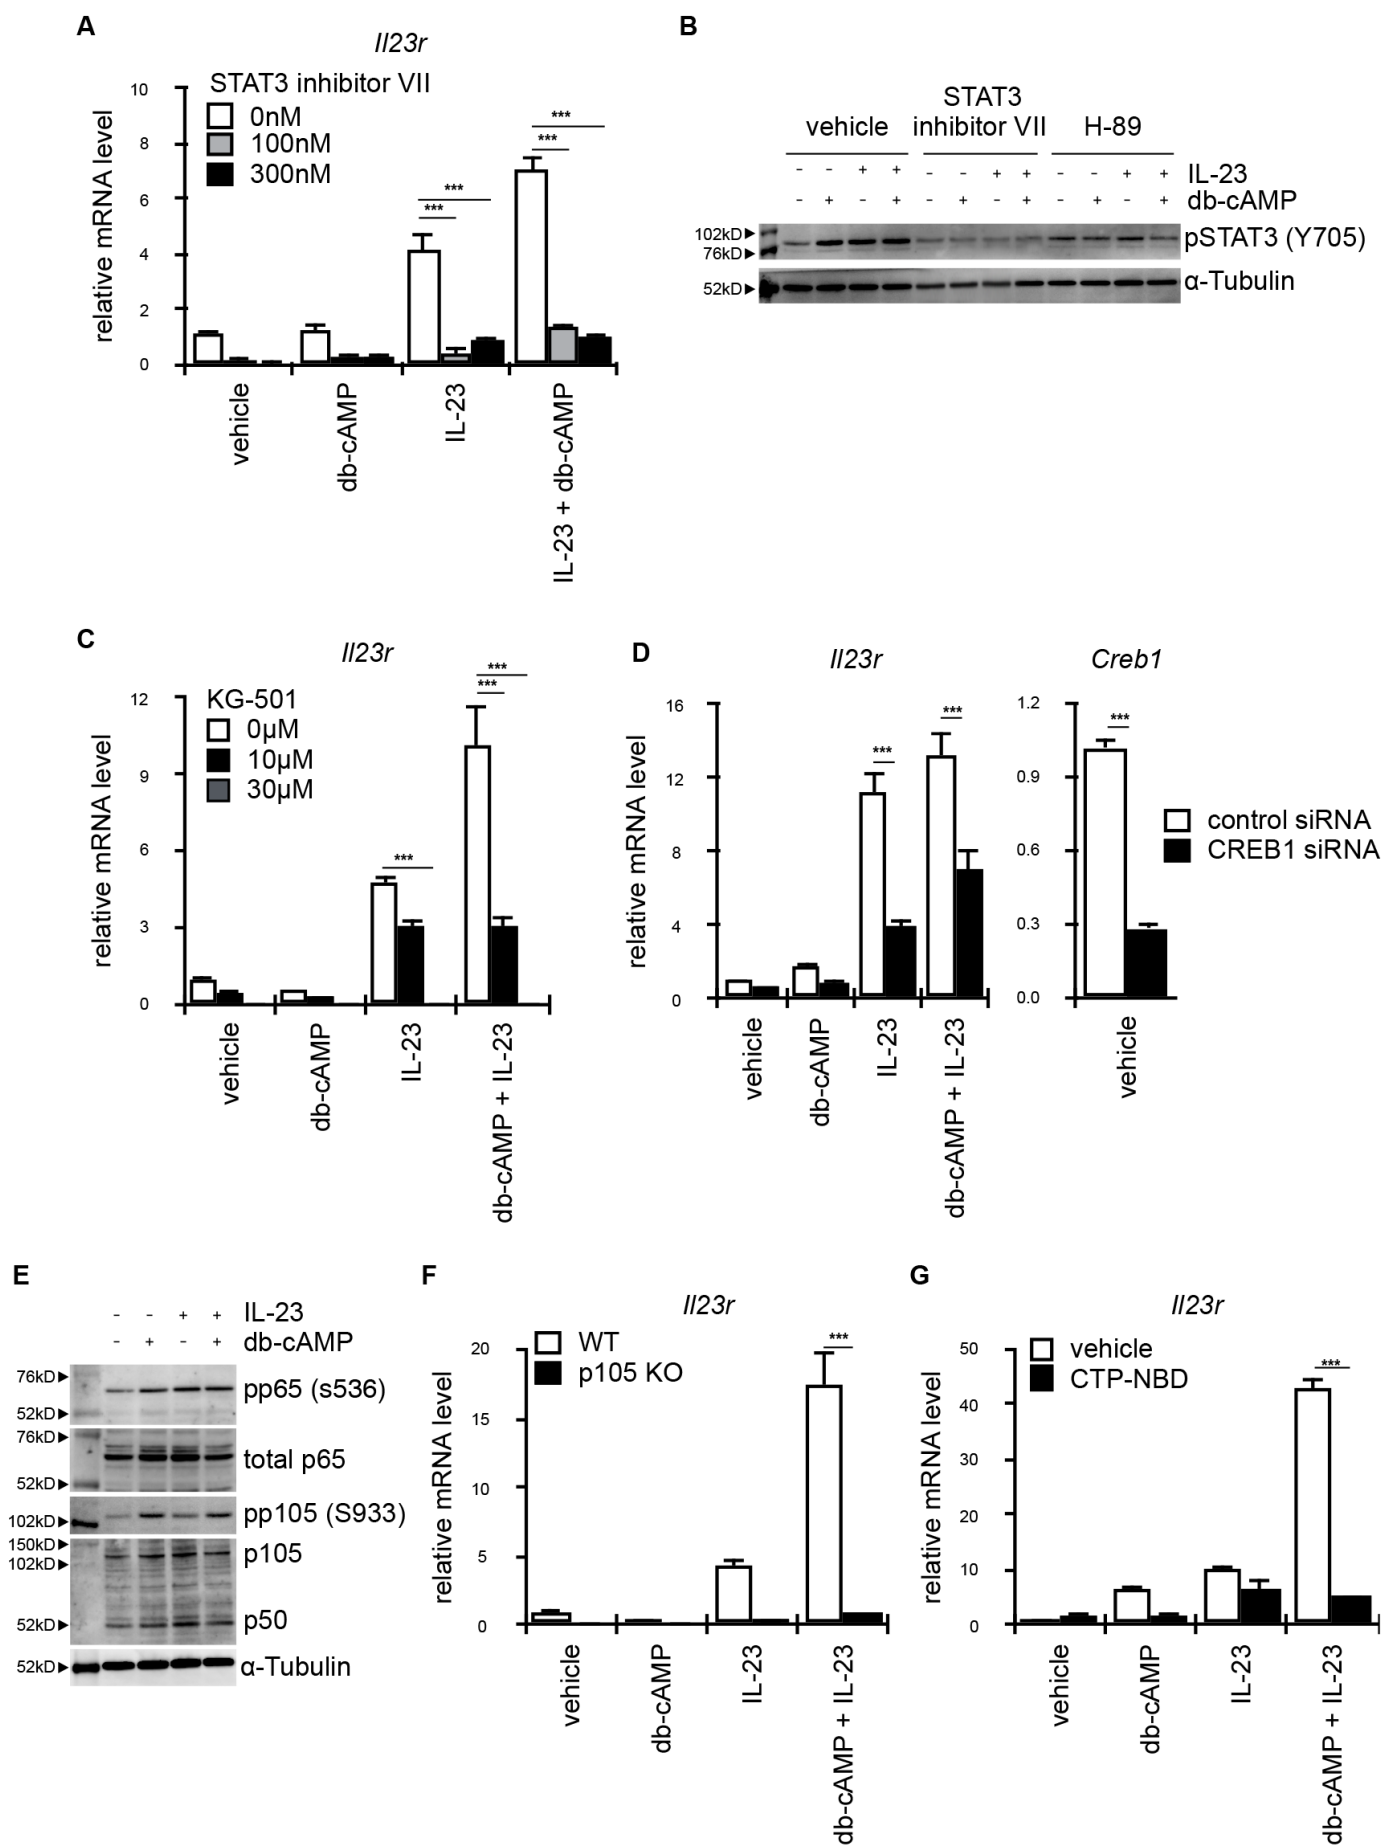 A
Il23r
STAT3 inhibitor VII
0nM
100nM
300nM
relative mRNA level
10
8
6
4
2
0
***
***
***
***
vehicle
db-cAMP
IL-23
IL-23 + db-cAMP
B
vehicle
STAT3
inhibitor VII
H-89
- - + + - - + + - - + + IL-23
- + - + - + - + - + - + db-cAMP
102kD▶
76kD▶
pSTAT3 (Y705)
52kD▶
α-Tubulin
C
Il23r
KG-501
0µM
10µM
30µM
relative mRNA level
12
9
6
3
0
***
***
***
vehicle
db-cAMP
IL-23
db-cAMP + IL-23
D
Il23r
relative mRNA level
16
12
8
4
0
***
***
vehicle
db-cAMP
IL-23
db-cAMP + IL-23
Creb1
1.2
0.9
0.6
0.3
0.0
***
vehicle
control siRNA
CREB1 siRNA
E
- - + + IL-23
- + - + db-cAMP
76kD▶
pp65 (s536)
52kD▶
76kD▶
total p65
52kD▶
pp105 (S933)
102kD▶
150kD▶
p105
102kD▶
p50
52kD▶
52kD▶
α-Tubulin
F
Il23r
WT
p105 KO
relative mRNA level
20
15
10
5
0
***
vehicle
db-cAMP
IL-23
db-cAMP + IL-23
G
Il23r
vehicle
CTP-NBD
relative mRNA level
50
40
30
20
10
0
***
vehicle
db-cAMP
IL-23
db-cAMP + IL-23